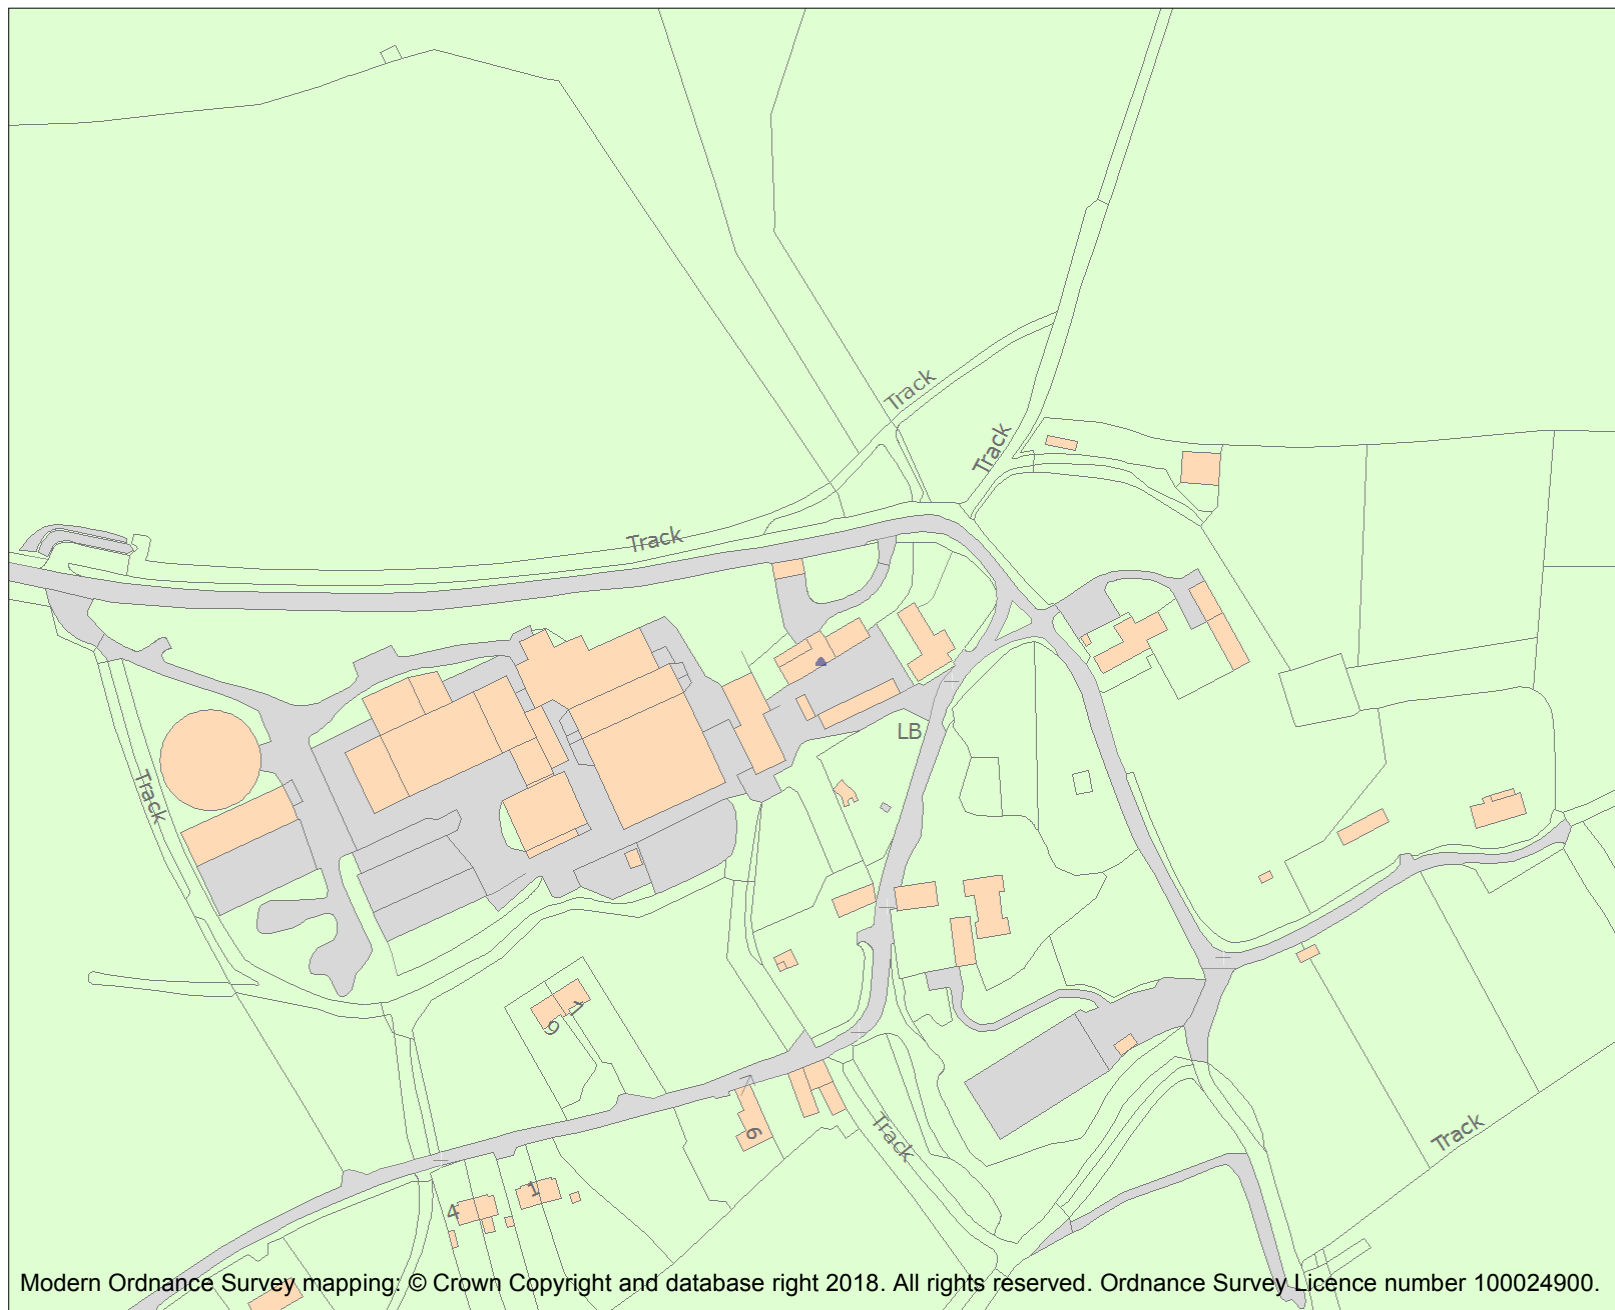 Track
Track
Track
Track
LB
7
9
6
Track
Track
1
4
Modern Ordnance Survey mapping: © Crown Copyright and database right 2018. All rights reserved. Ordnance Survey Licence number 100024900.